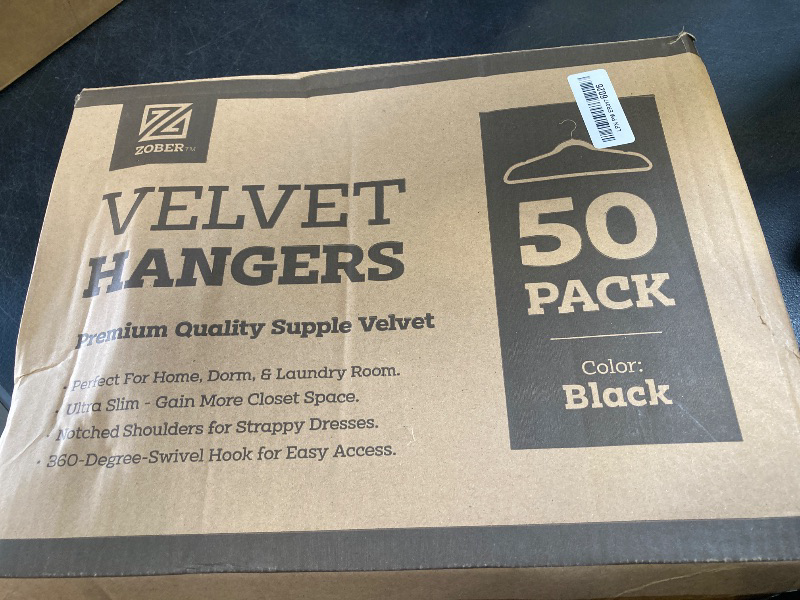 ZOBER™
VELVET
HANGERS
Premium Quality Supple Velvet
· Perfect For Home, Dorm, & Laundry Room.
· Ultra Slim - Gain More Closet Space.
· Notched Shoulders for Strappy Dresses.
· 360-Degree-Swivel Hook for Easy Access.
50
PACK
Color:
Black